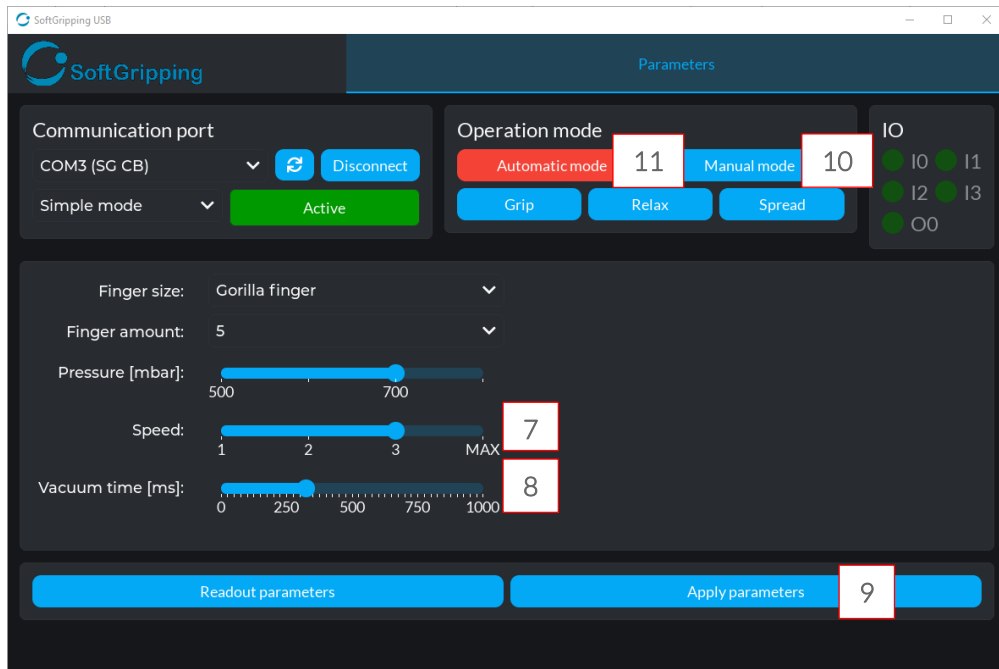 SoftGripping USB
SoftGripping
Parameters
Communication port
COM3 (SG CB)
Disconnect
Simple mode
Active
Operation mode
Automatic mode
11
Manual mode
10
Grip
Relax
Spread
IO
I0
I1
I2
I3
O0
Finger size:
Gorilla finger
Finger amount:
5
Pressure [mbar]:
500
700
Speed:
1
2
3
MAX
7
Vacuum time [ms]:
0
250
500
750
1000
8
Readout parameters
Apply parameters
9